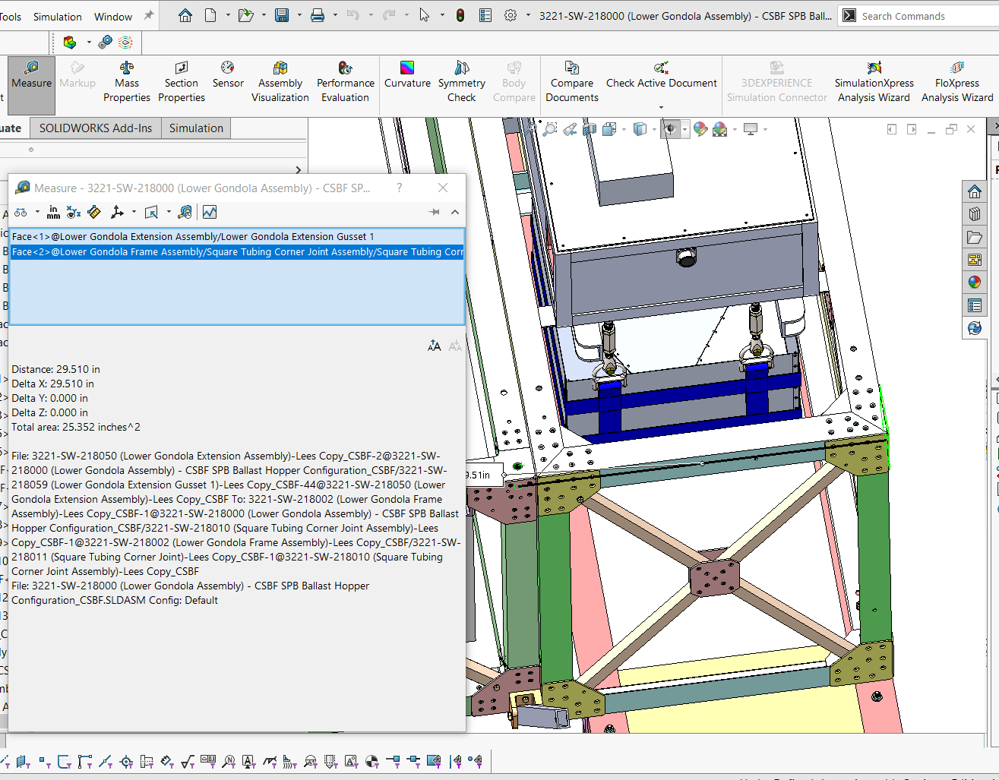 Tools Simulation Window
3221-SW-218000 (Lower Gondola Assembly) - CSBF SPB Ball...
Search Commands
Measure
Markup
Mass Properties
Section Properties
Sensor
Assembly Visualization
Performance Evaluation
Curvature
Symmetry Check
Body Compare
Compare Documents
Check Active Document
3DEXPERIENCE Simulation Connector
SimulationXpress Analysis Wizard
FloXpress Analysis Wizard
uate SOLIDWORKS Add-Ins Simulation
Measure - 3221-SW-218000 (Lower Gondola Assembly) - CSBF SP...
in
mm
Face<1>@Lower Gondola Extension Assembly/Lower Gondola Extension Gusset 1
Face<2>@Lower Gondola Frame Assembly/Square Tubing Corner Joint Assembly/Square Tubing Corr
Distance: 29.510 in
Delta X: 29.510 in
Delta Y: 0.000 in
Delta Z: 0.000 in
Total area: 25.352 inches^2
File: 3221-SW-218050 (Lower Gondola Extension Assembly)-Lees Copy_CSBF-2@3221-SW-
218000 (Lower Gondola Assembly) - CSBF SPB Ballast Hopper Configuration_CSBF/3221-SW-
218059 (Lower Gondola Extension Gusset 1)-Lees Copy_CSBF-44@3221-SW-218050 (Lower
Gondola Extension Assembly)-Lees Copy_CSBF To: 3221-SW-218002 (Lower Gondola Frame
Assembly)-Lees Copy_CSBF-1@3221-SW-218000 (Lower Gondola Assembly) - CSBF SPB Ballast
Hopper Configuration_CSBF/3221-SW-218010 (Square Tubing Corner Joint Assembly)-Lees
Copy_CSBF-1@3221-SW-218002 (Lower Gondola Frame Assembly)-Lees Copy_CSBF/3221-SW-
218011 (Square Tubing Corner Joint)-Lees Copy_CSBF-1@3221-SW-218010 (Square Tubing
Corner Joint Assembly)-Lees Copy_CSBF
File: 3221-SW-218000 (Lower Gondola Assembly) - CSBF SPB Ballast Hopper
Configuration_CSBF.SLDASM Config: Default
9.51in